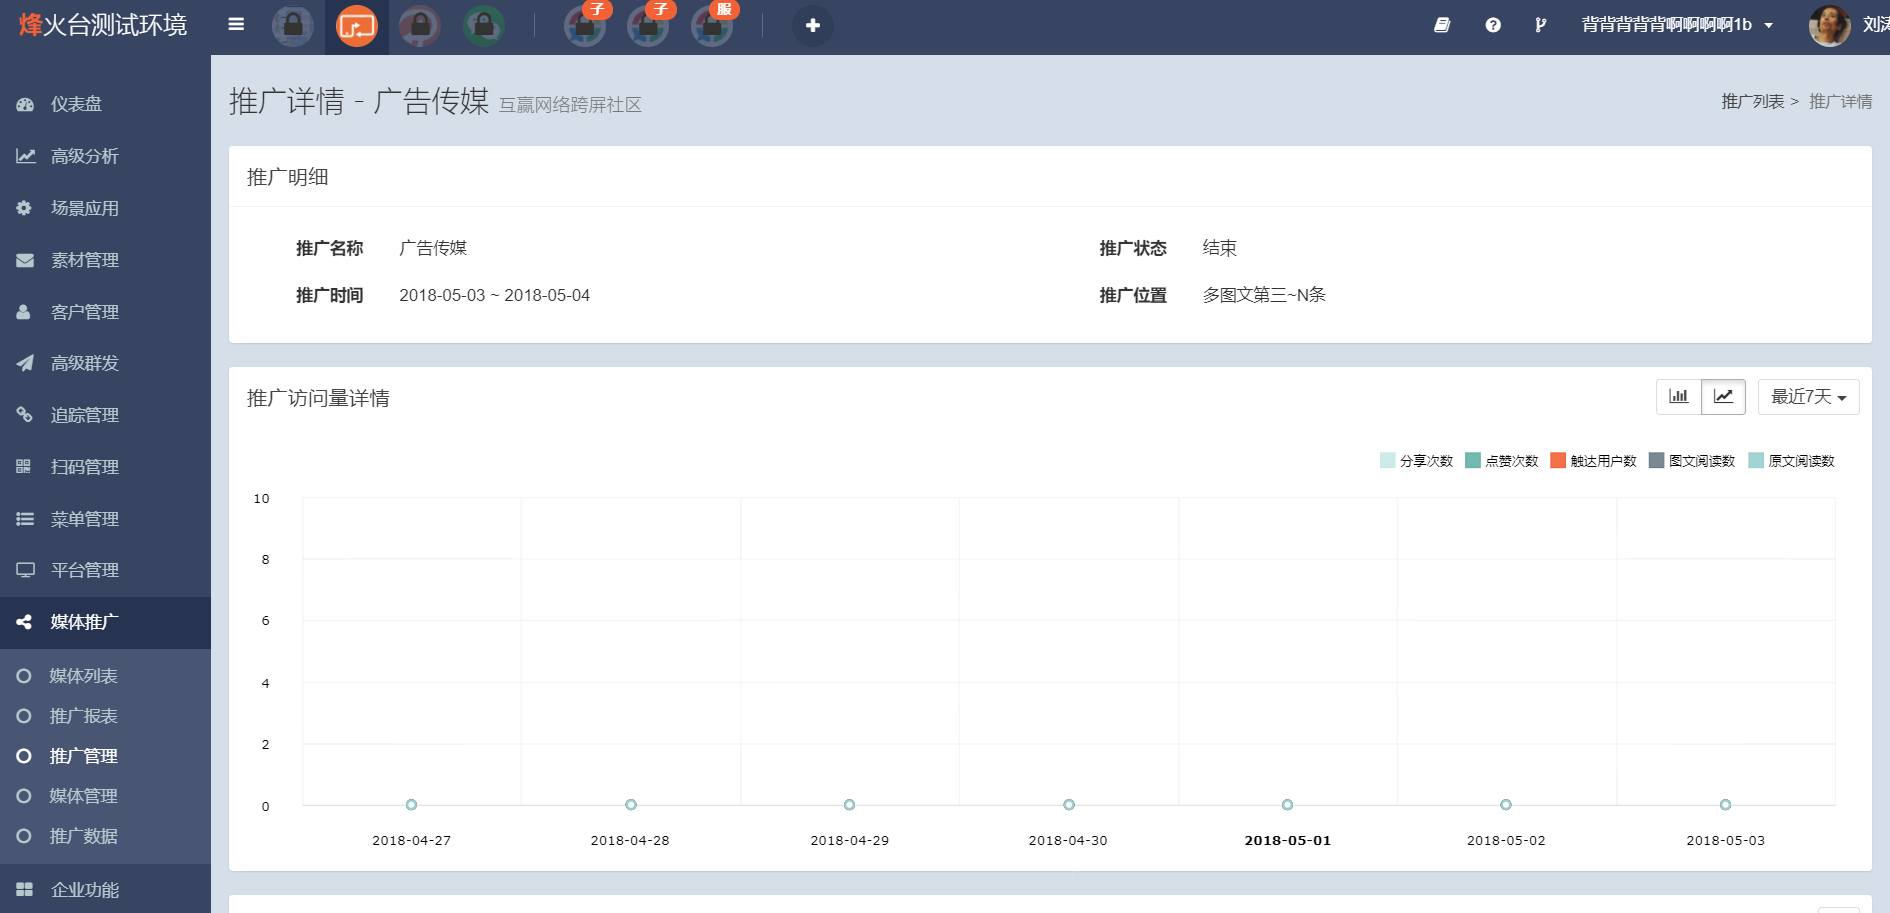 烽火台测试环境
子
子
服
背背背背背啊啊啊啊1b
刘涛
仪表盘
高级分析
场景应用
素材管理
客户管理
高级群发
追踪管理
扫码管理
菜单管理
平台管理
媒体推广
媒体列表
推广报表
推广管理
媒体管理
推广数据
企业功能
推广详情 - 广告传媒 互赢网络跨屏社区
推广列表 > 推广详情
推广明细
推广名称 广告传媒
推广状态 结束
推广时间 2018-05-03 ~ 2018-05-04
推广位置 多图文第三~N条
推广访问量详情
最近7天
分享次数 点赞次数 触达用户数 图文阅读数 原文阅读数
10
8
6
4
2
0
2018-04-27 2018-04-28 2018-04-29 2018-04-30 2018-05-01 2018-05-02 2018-05-03